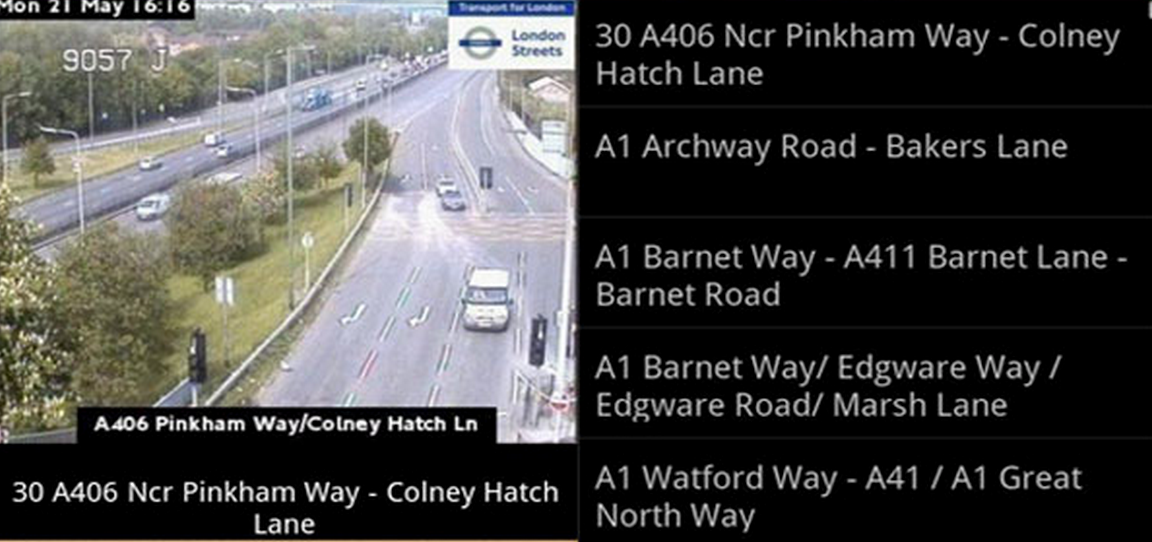 Mon 21 May 16:16
Transport for London
London
Streets
9057 J
A406 Pinkham Way/Colney Hatch Ln
30 A406 Ncr Pinkham Way - Colney Hatch
Lane
30 A406 Ncr Pinkham Way - Colney
Hatch Lane
A1 Archway Road - Bakers Lane
A1 Barnet Way - A411 Barnet Lane -
Barnet Road
A1 Barnet Way/ Edgware Way /
Edgware Road/ Marsh Lane
A1 Watford Way - A41 / A1 Great
North Way